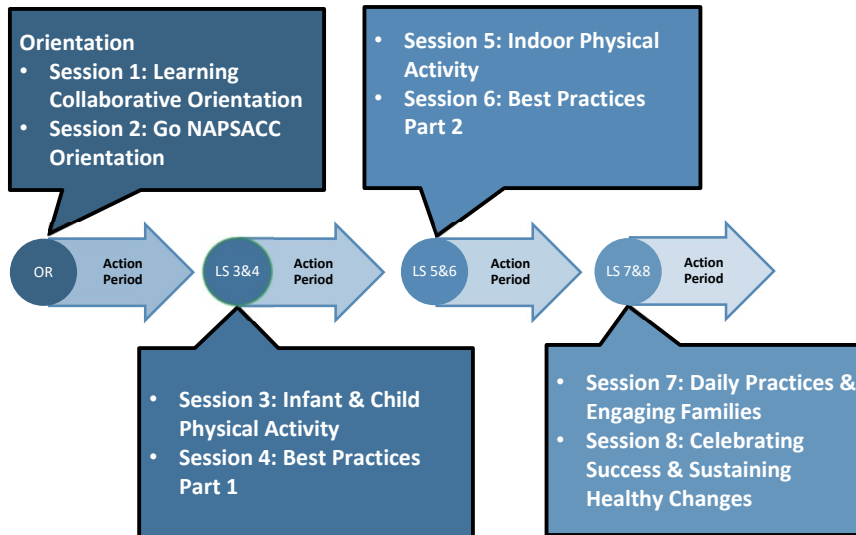 Orientation
• Session 1: Learning
Collaborative Orientation
• Session 2: Go NAPSACC
Orientation
• Session 5: Indoor Physical
Activity
• Session 6: Best Practices
Part 2
OR
Action
Period
LS 3&4
Action
Period
LS 5&6
Action
Period
LS 7&8
Action
Period
• Session 3: Infant & Child
Physical Activity
• Session 4: Best Practices
Part 1
• Session 7: Daily Practices &
Engaging Families
• Session 8: Celebrating
Success & Sustaining
Healthy Changes